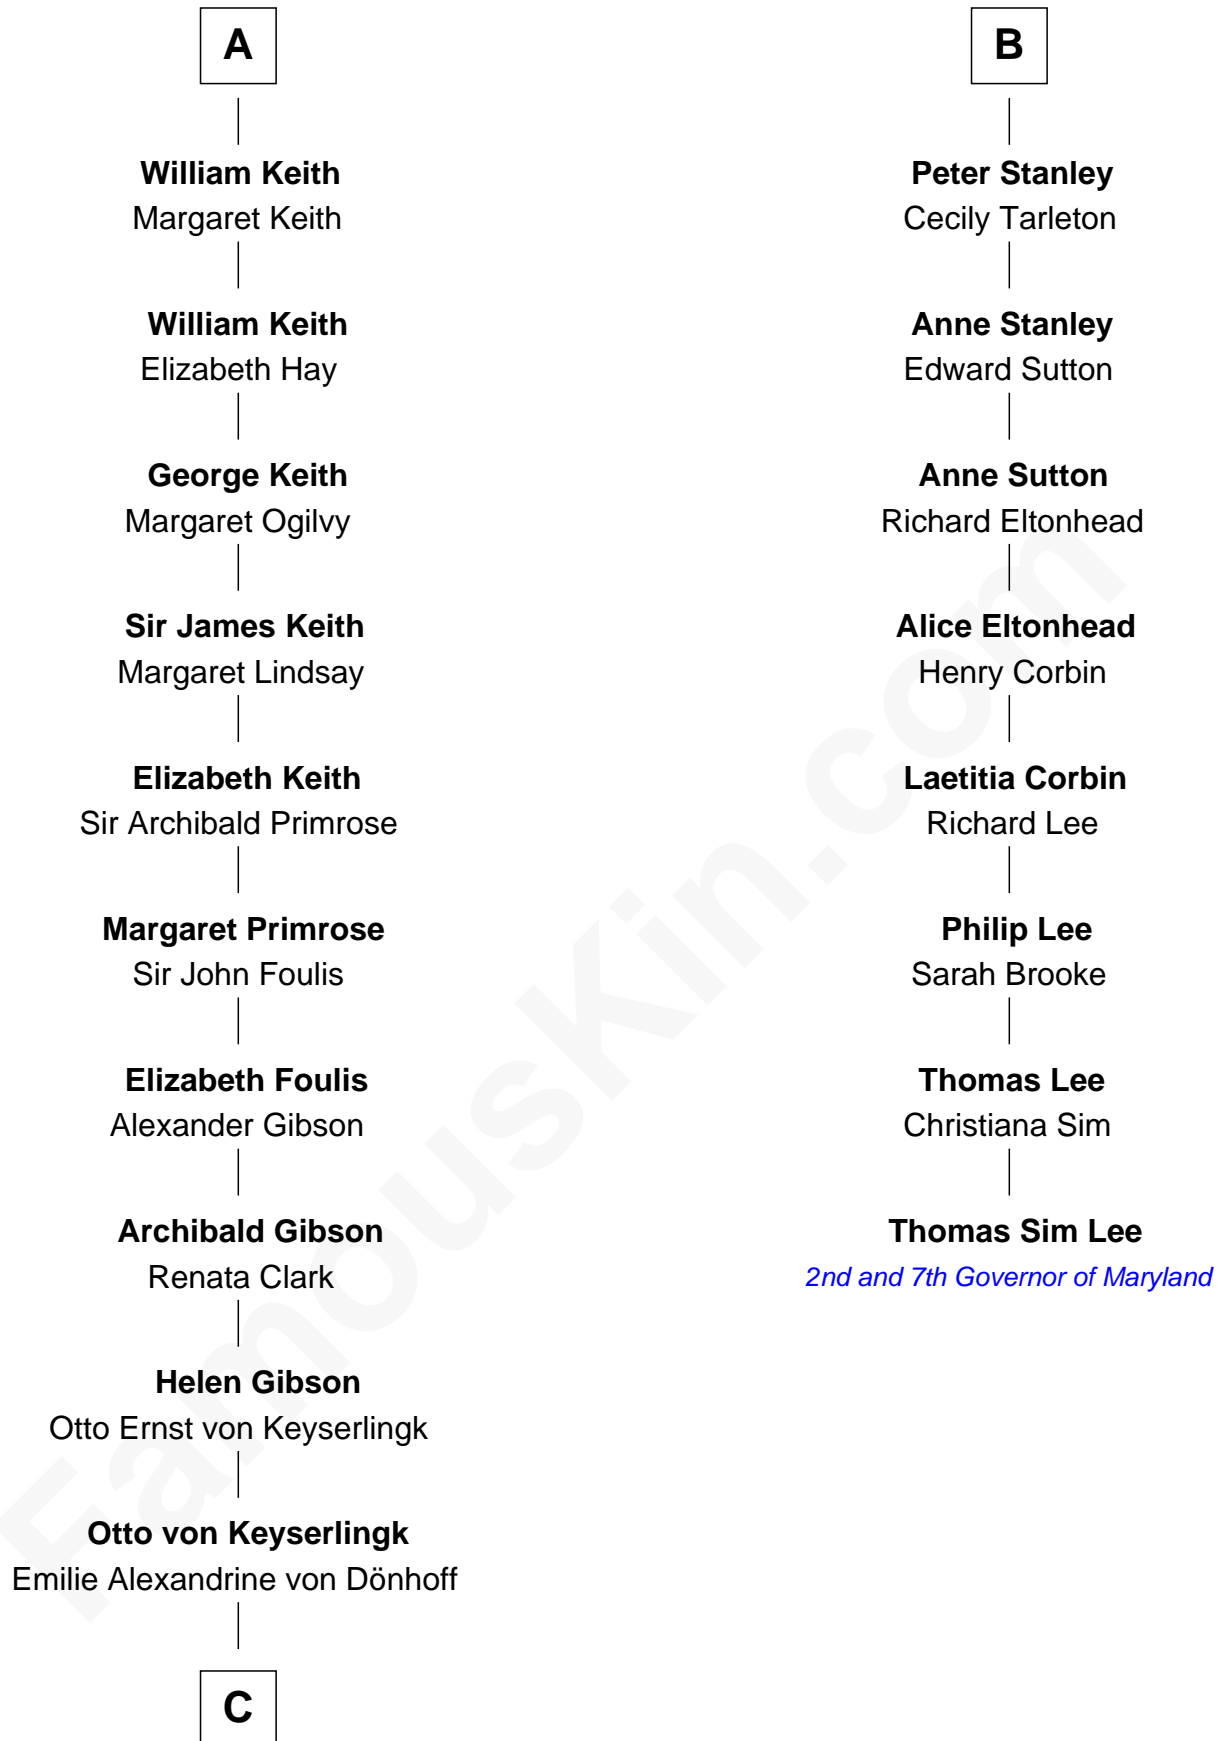 A
William Keith
Margaret Keith
William Keith
Elizabeth Hay
George Keith
Margaret Ogilvy
Sir James Keith
Margaret Lindsay
Elizabeth Keith
Sir Archibald Primrose
Margaret Primrose
Sir John Foulis
Elizabeth Foulis
Alexander Gibson
Archibald Gibson
Renata Clark
Helen Gibson
Otto Ernst von Keyserlingk
Otto von Keyserlingk
Emilie Alexandrine von Dönhoff
C
B
Peter Stanley
Cecily Tarleton
Anne Stanley
Edward Sutton
Anne Sutton
Richard Eltonhead
Alice Eltonhead
Henry Corbin
Laetitia Corbin
Richard Lee
Philip Lee
Sarah Brooke
Thomas Lee
Christiana Sim
Thomas Sim Lee
2nd and 7th Governor of Maryland
FamousKin.com